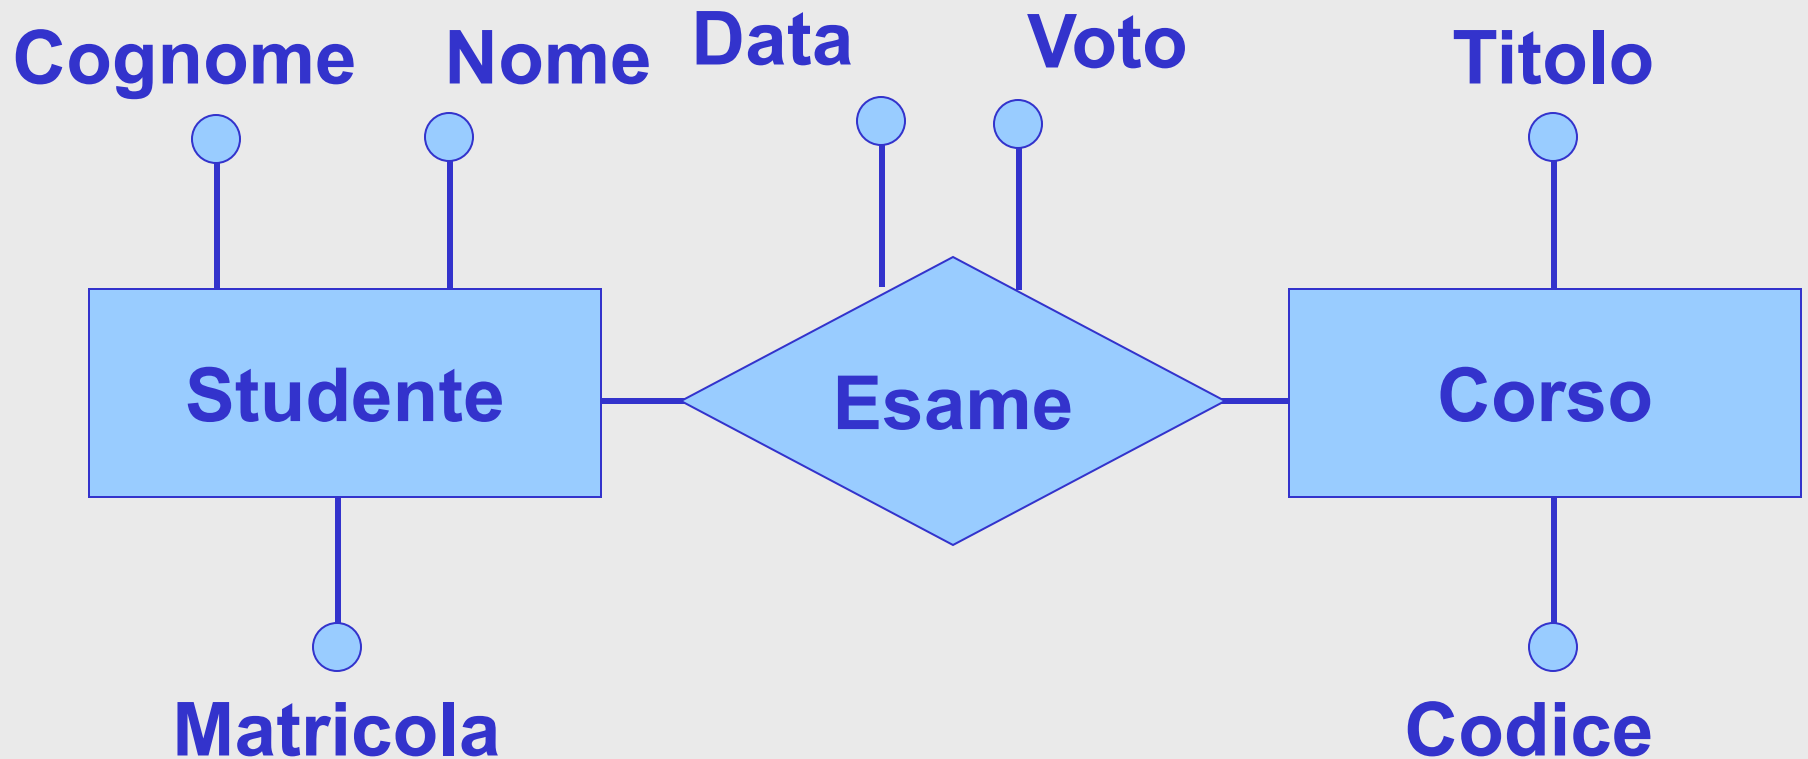 Cognome
Nome
Data
Voto
Titolo
Studente
Esame
Corso
Matricola
Codice